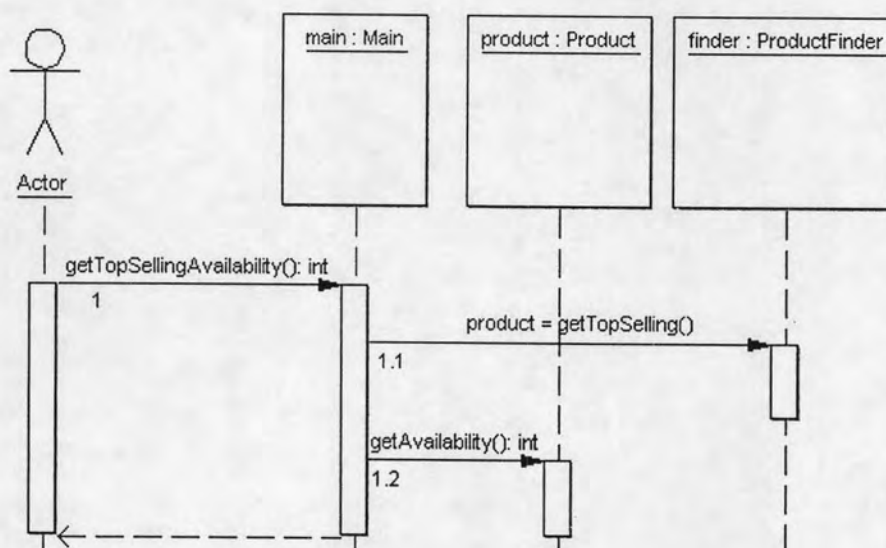 main : Main
product : Product
finder : ProductFinder
Actor
getTopSellingAvailability(): int
1
product = getTopSelling()
1.1
getAvailability(): int
1.2